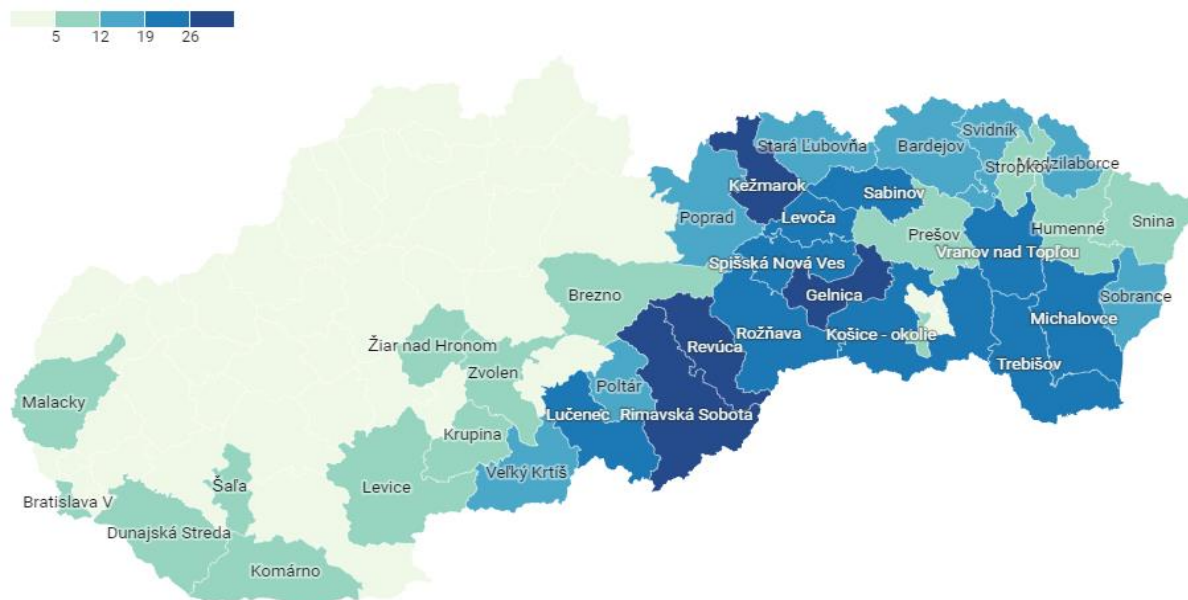 5 12 19 26
Svidník
Stará Ľubovňa
Bardejov
Medzilaborce
Stropkov
Kežmarok
Sabinov
Levoča
Poprad
Snina
Humenné
Prešov
Vranov nad Topľou
Spišská Nová Ves
Brezno
Gelnica
Sobrance
Michalovce
Košice - okolie
Rožňava
Revúca
Žiar nad Hronom
Trebišov
Zvolen
Poltár
Malacky
Lučenec
Rimavská Sobota
Krupina
Veľký Krtíš
Šaľa
Levice
Bratislava V
Dunajská Streda
Komárno